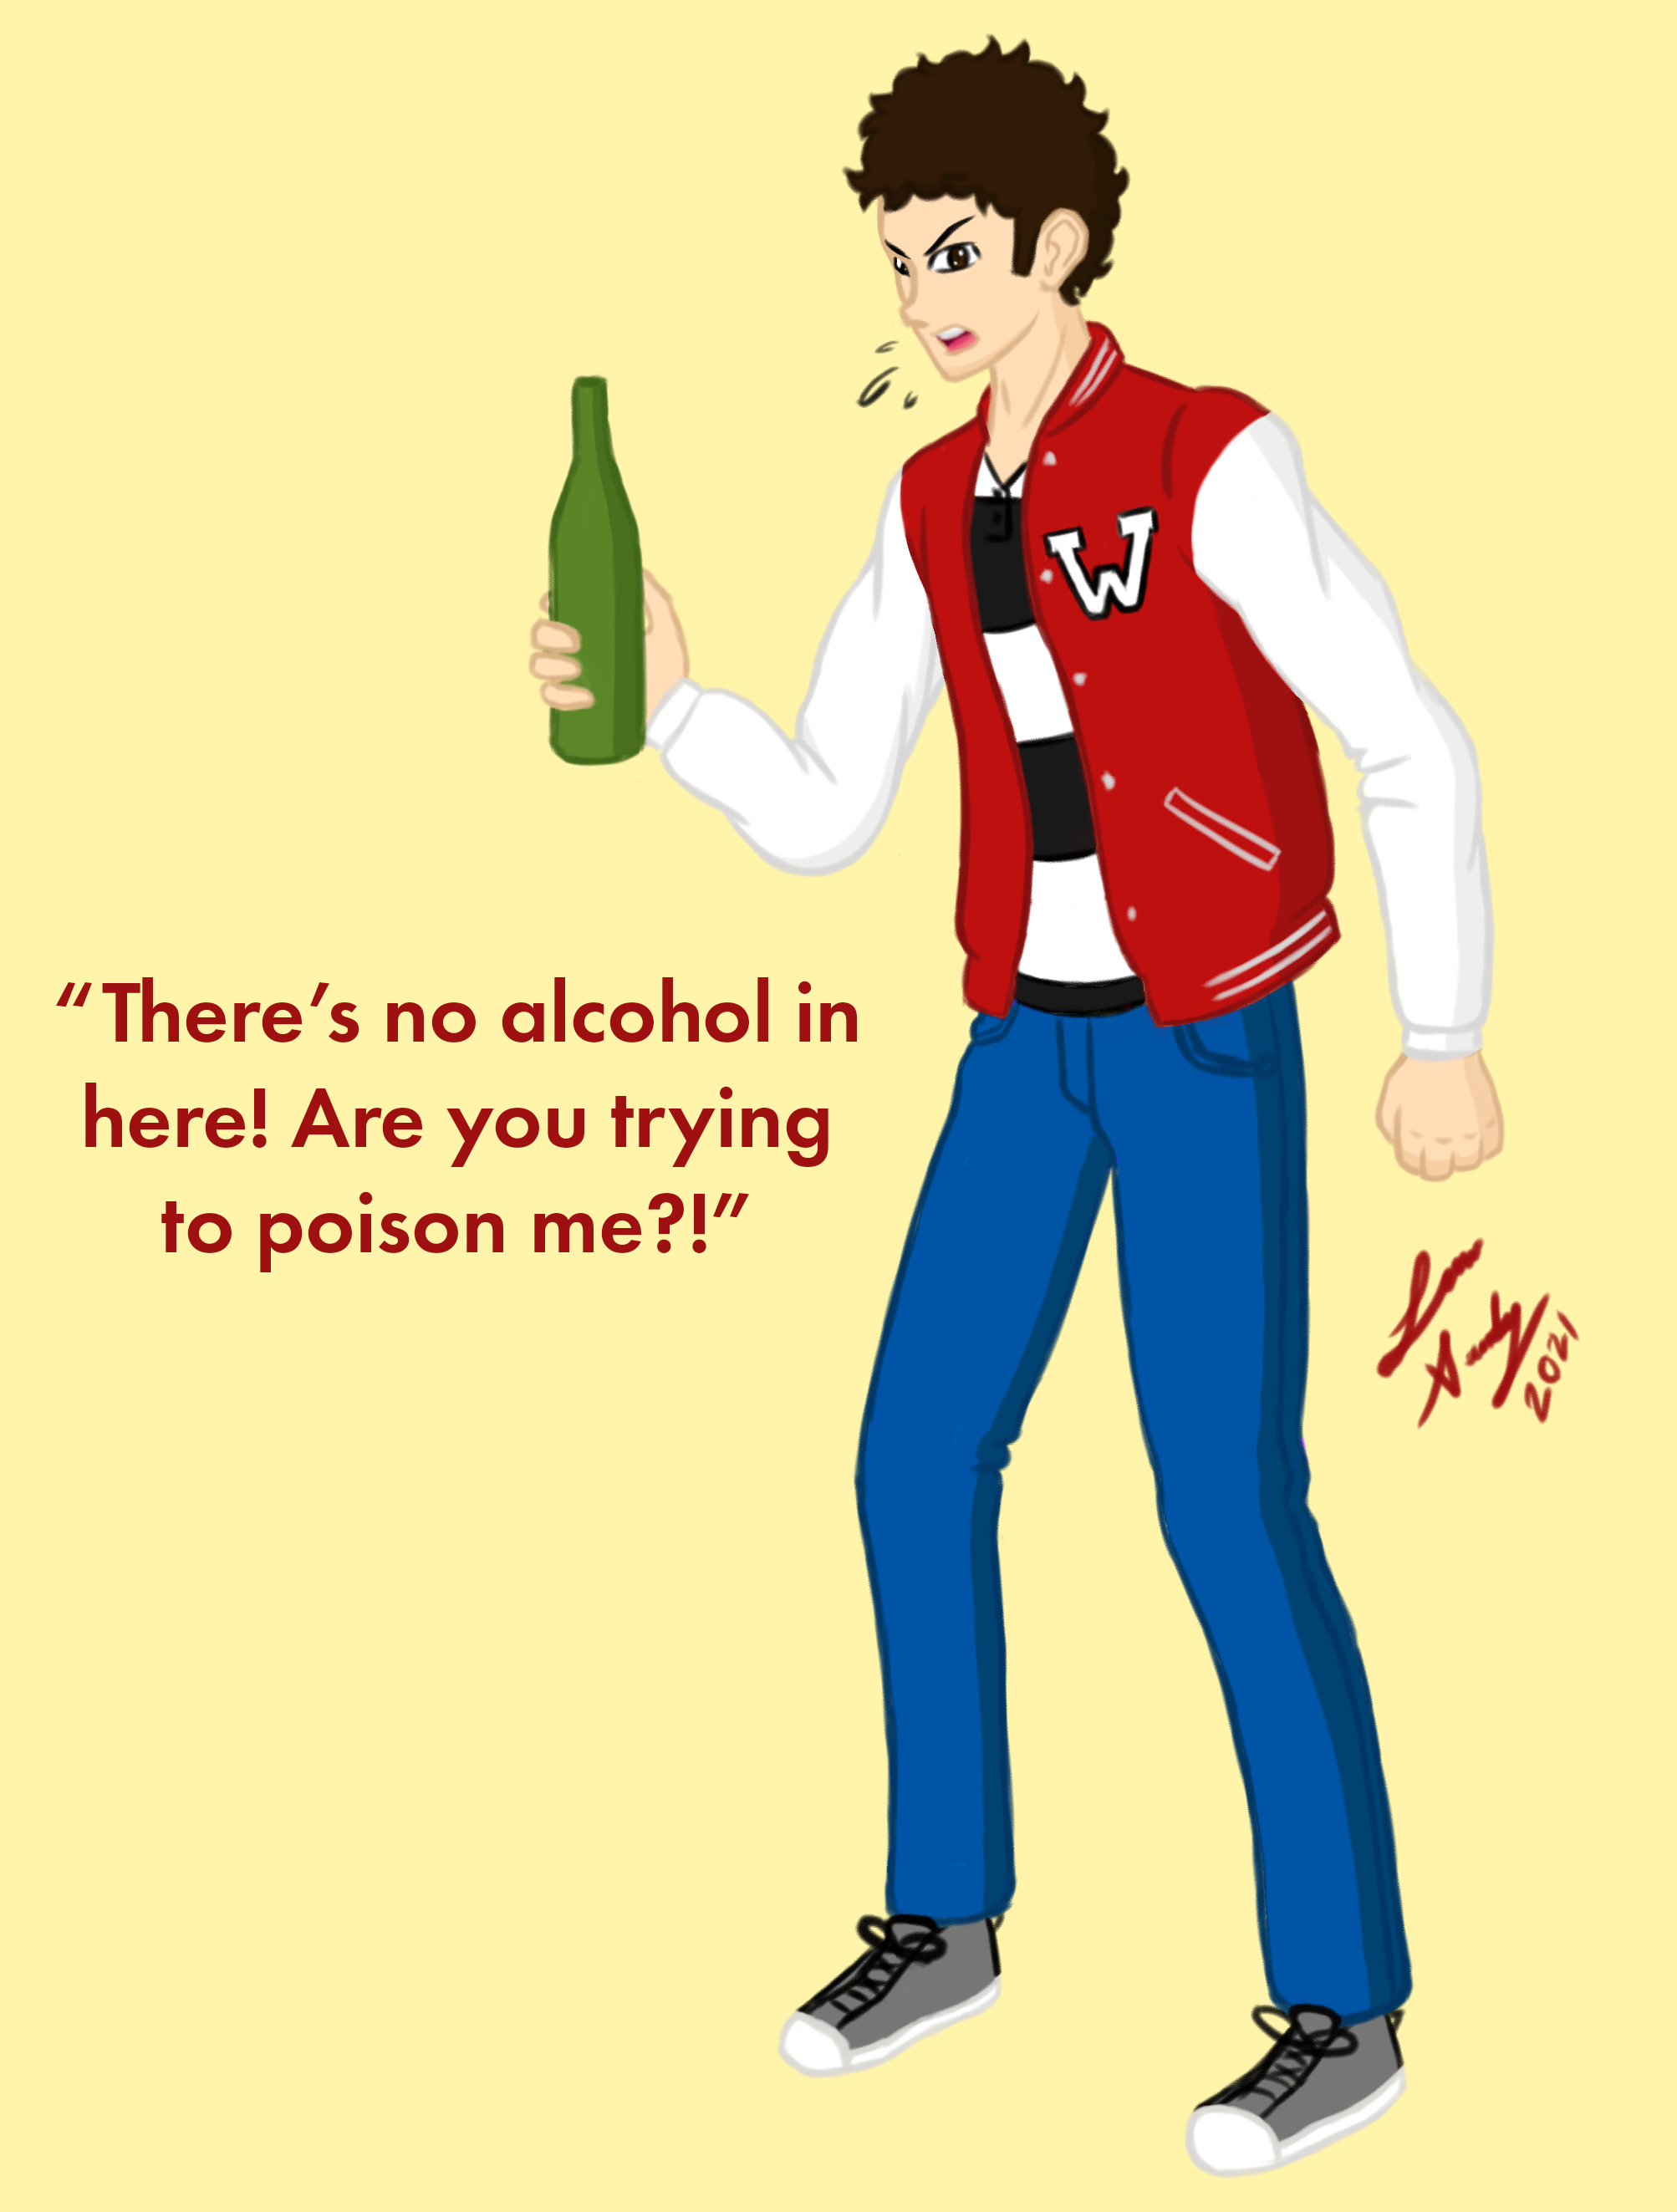 W
“There’s no alcohol in
here! Are you trying
to poison me?!”
2021